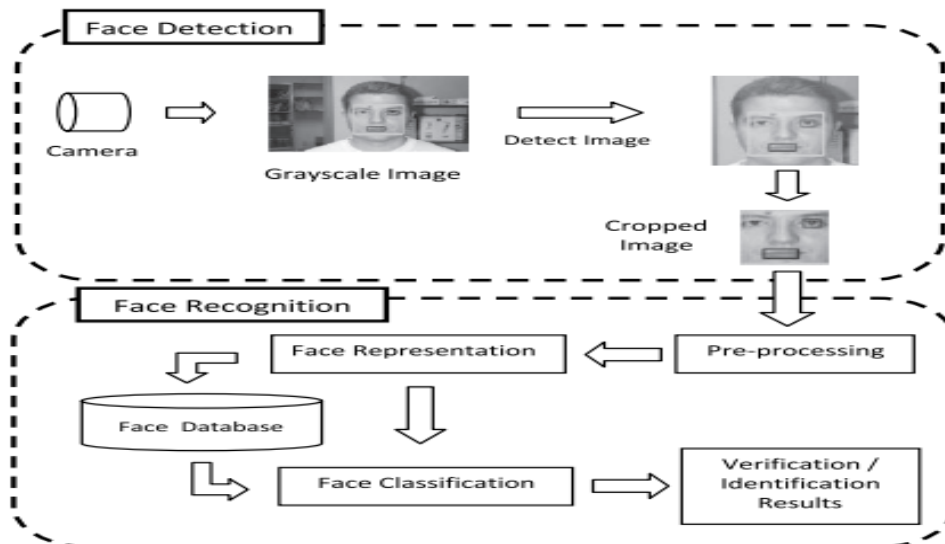 Face Detection
Camera
Grayscale Image
Detect Image
Cropped
Image
Face Recognition
Face Representation
Pre-processing
Face Database
Face Classification
Verification /
Identification
Results